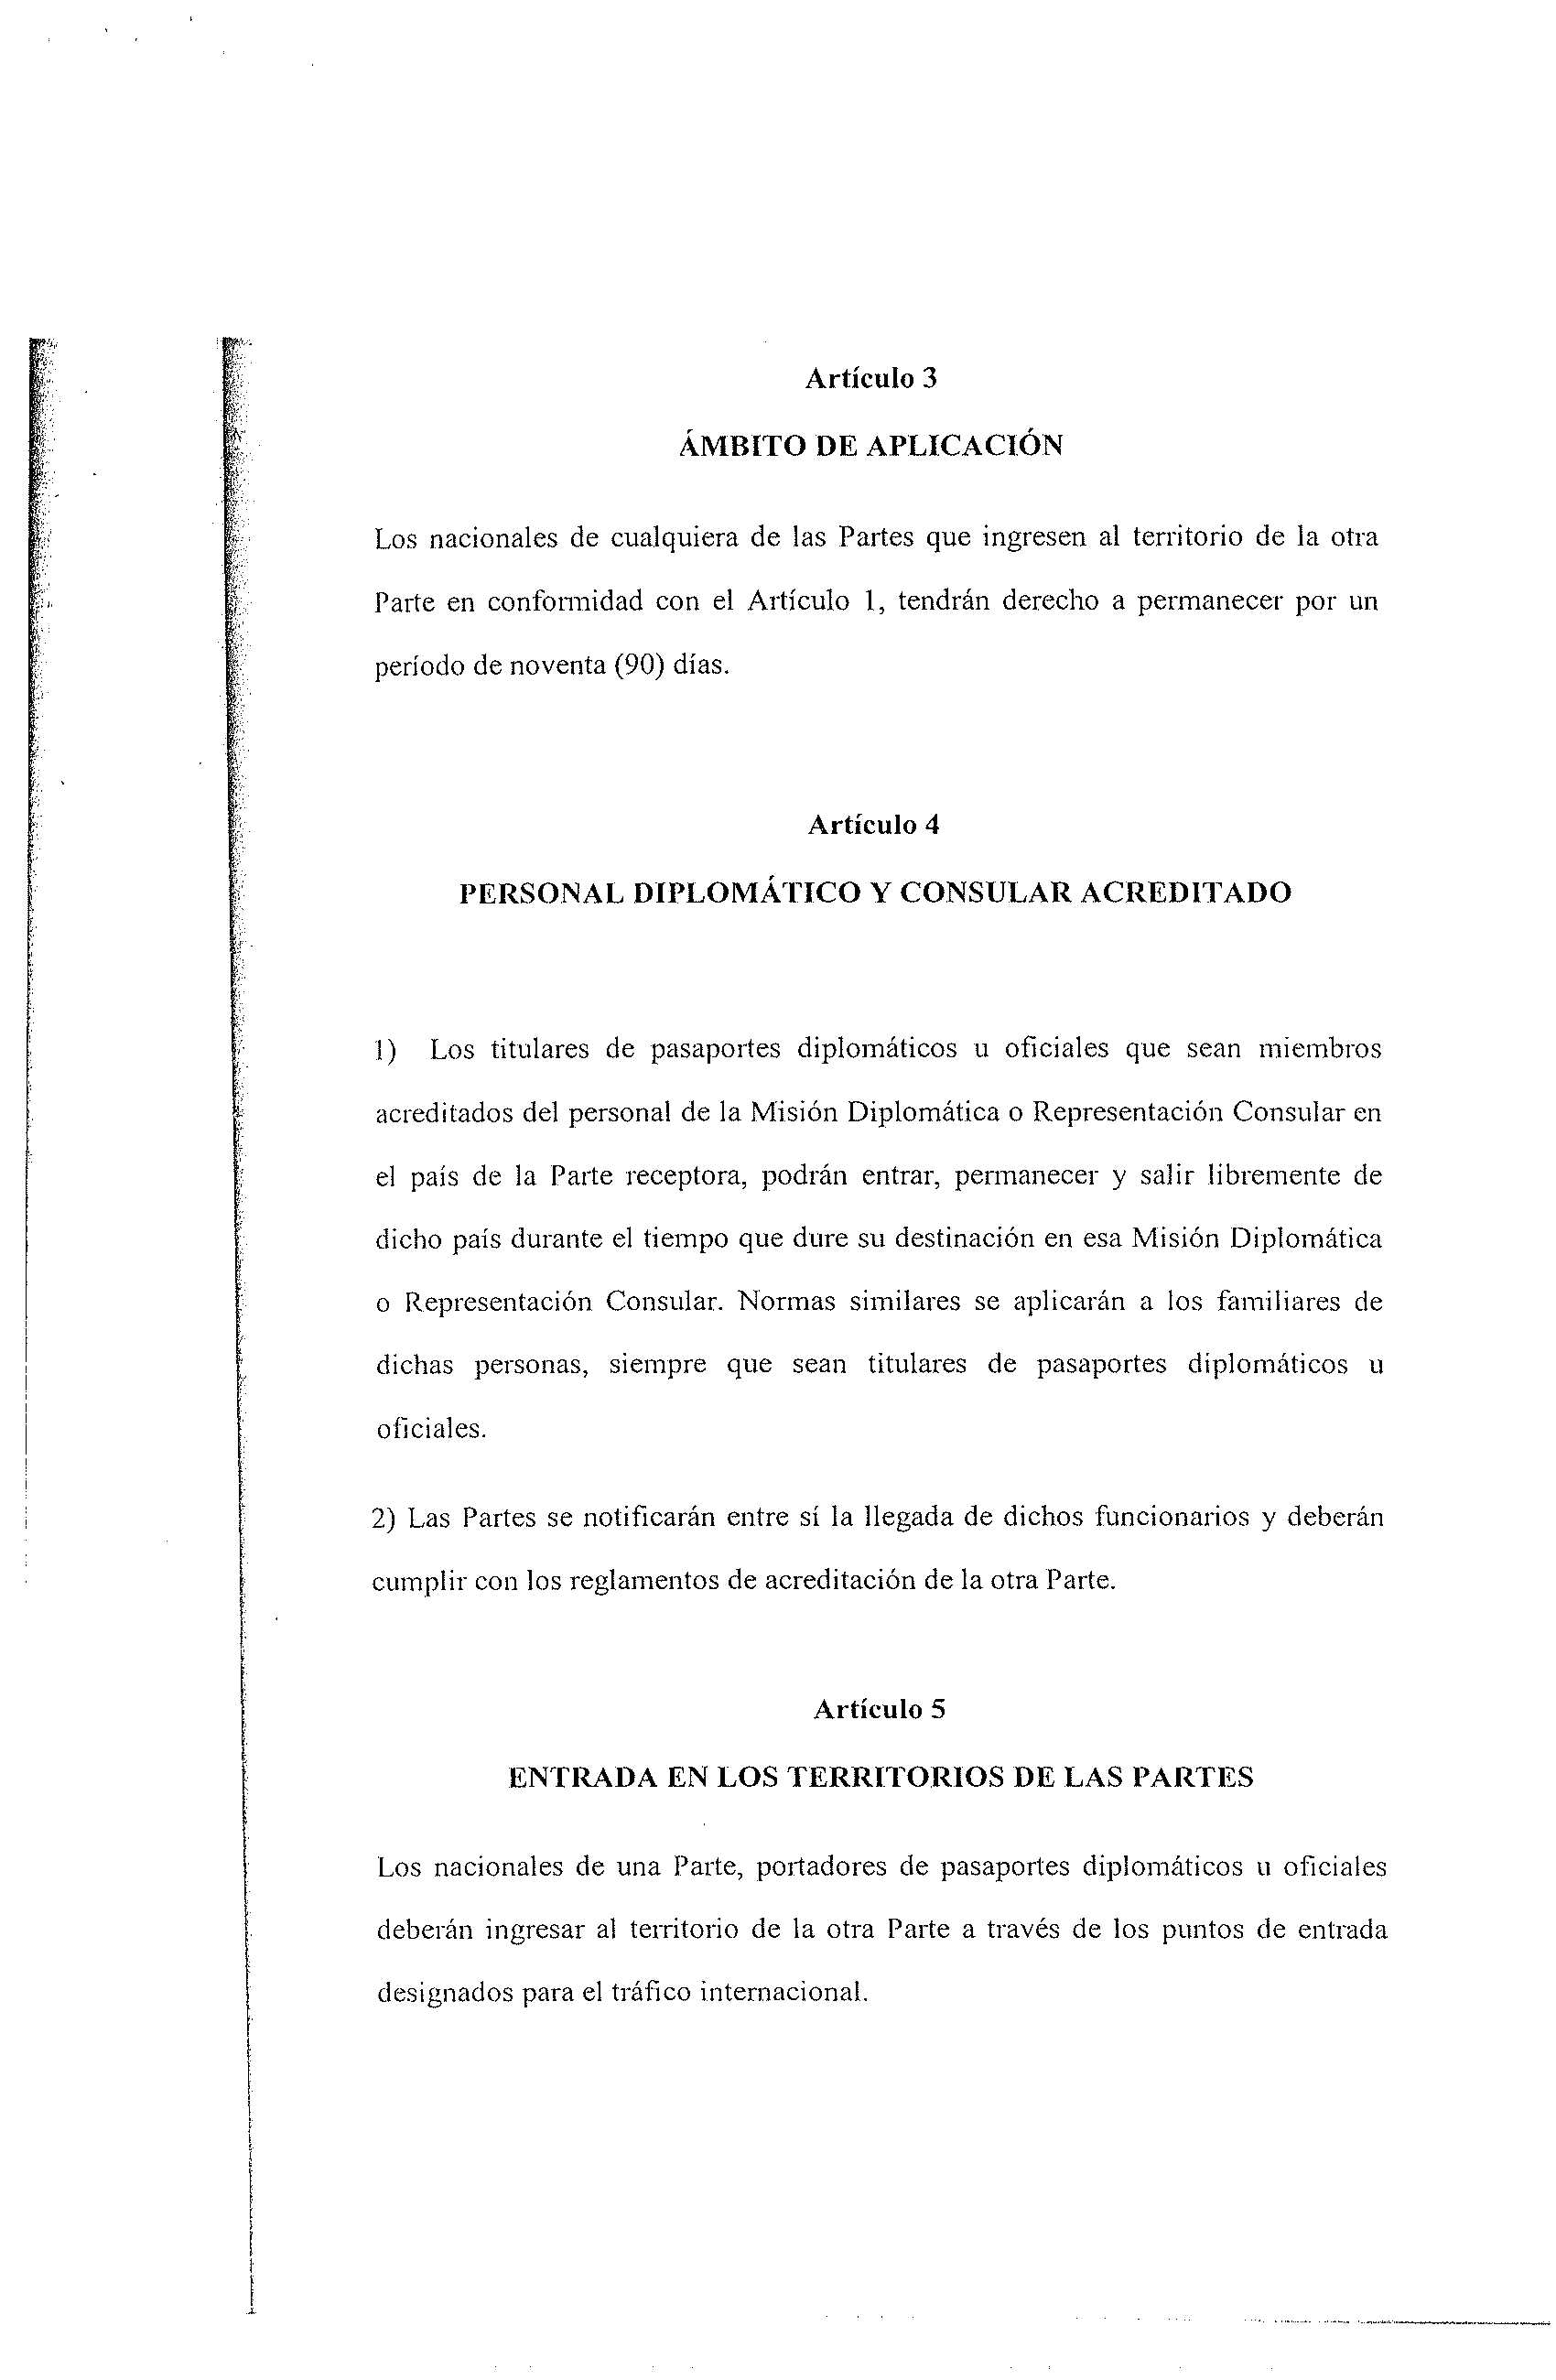 Artículo 3
ÁMBITO DE APLICACIÓN
Los nacionales de cualquiera de las Partes que ingresen al territorio de la otra
Parte en conformidad con el Artículo 1, tendrán derecho a permanecer por un
período de noventa (90) días.
Artículo 4
PERSONAL DIPLOMÁTICO Y CONSULAR ACREDITADO
1) Los titulares de pasaportes diplomáticos u oficiales que sean miembros
acreditados del personal de la Misión Diplomática o Representación Consular en
el país de la Parte receptora, podrán entrar, permanecer y salir libremente de
dicho país durante el tiempo que dure su destinación en esa Misión Diplomática
o Representación Consular. Normas similares se aplicarán a los familiares de
dichas personas, siempre que sean titulares de pasaportes diplomáticos u
oficiales.
2) Las Partes se notificarán entre sí la llegada de dichos funcionarios y deberán
cumplir con los reglamentos de acreditación de la otra Parte.
Artículo 5
ENTRADA EN LOS TERRITORIOS DE LAS PARTES
Los nacionales de una Parte, portadores de pasaportes diplomáticos u oficiales
deberán ingresar al territorio de la otra Parte a través de los puntos de entrada
designados para el tráfico internacional.